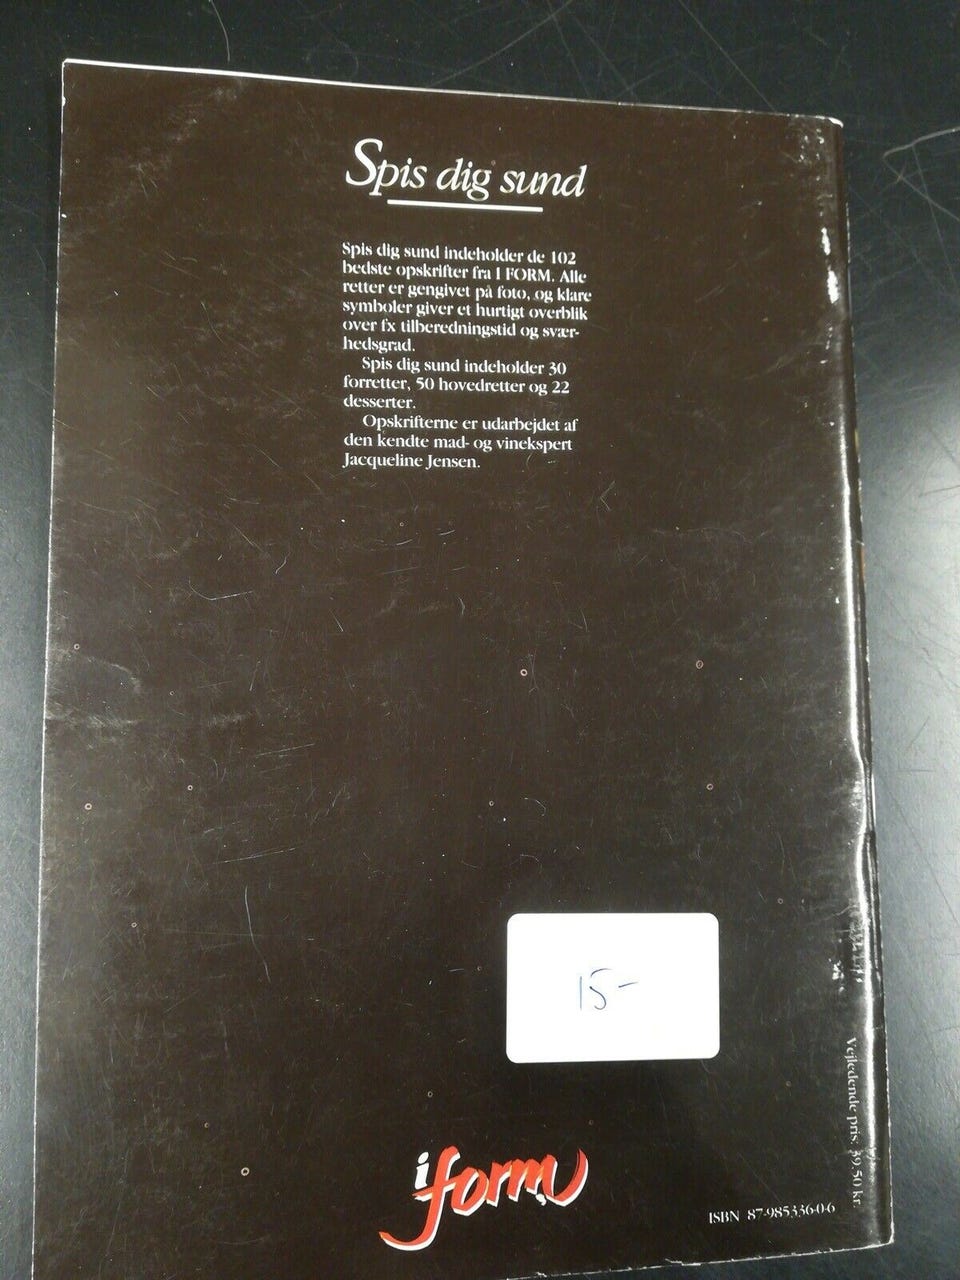 Spis dig sund
Spis dig sund indeholder de 102
bedste opskrifter fra I FORM. Alle
retter er gengivet på foto, og klare
symboler giver et hurtigt overblik
over fx tilberedningstid og svær-
hedsgrad.
Spis dig sund indeholder 30
forretter, 50 hovedretter og 22
desserter.
Opskrifterne er udarbejdet af
den kendte mad- og vinekspert
Jacqueline Jensen.
15-
i form
Vejledende pris: 39,50 kr.
ISBN 87-985336-0-6